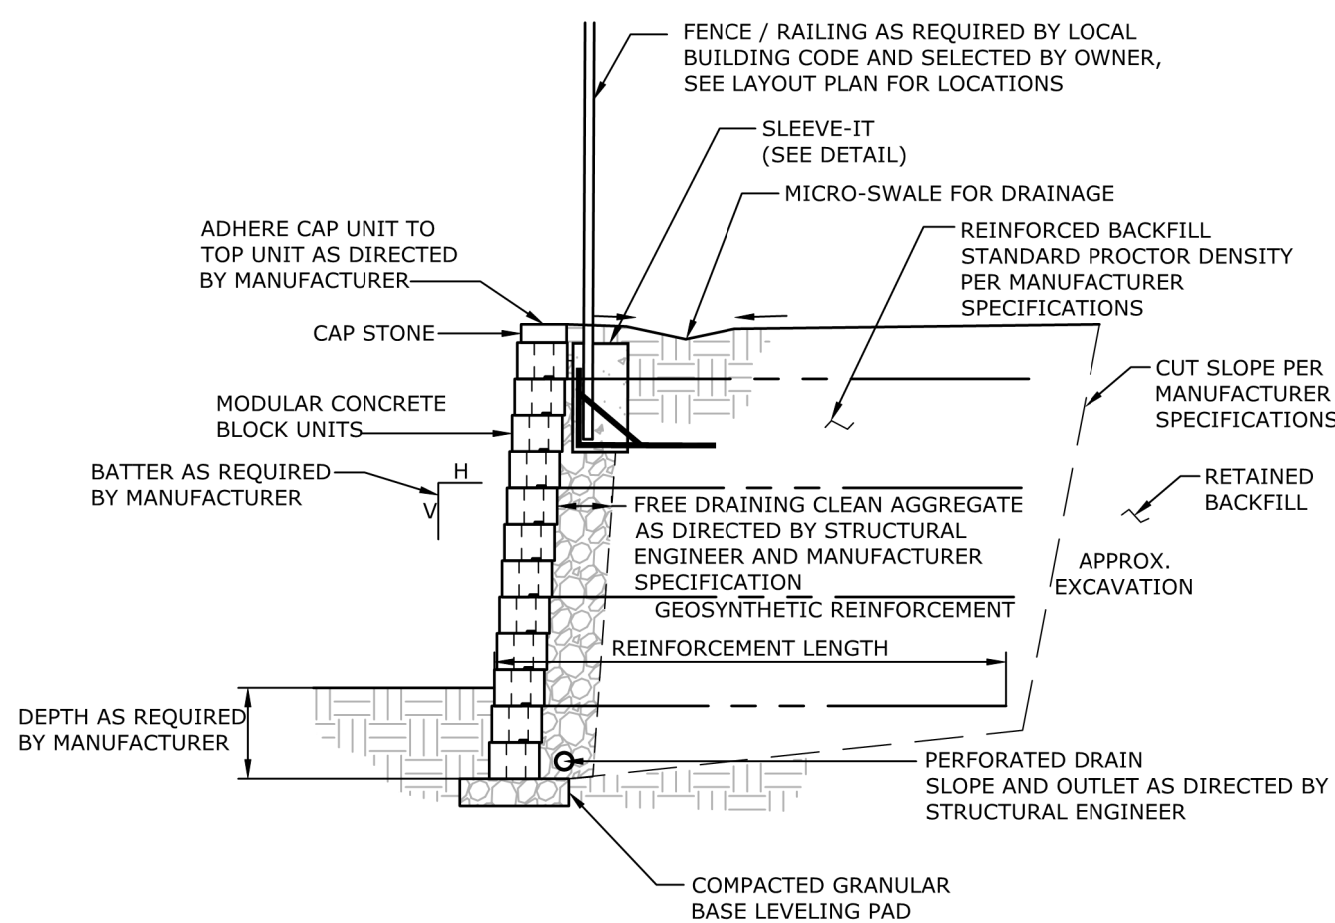 FENCE / RAILING AS REQUIRED BY LOCAL
BUILDING CODE AND SELECTED BY OWNER,
SEE LAYOUT PLAN FOR LOCATIONS
SLEEVE-IT
(SEE DETAIL)
MICRO-SWALE FOR DRAINAGE
ADHERE CAP UNIT TO
TOP UNIT AS DIRECTED
BY MANUFACTURER
REINFORCED BACKFILL
STANDARD PROCTOR DENSITY
PER MANUFACTURER
SPECIFICATIONS
CAP STONE
CUT SLOPE PER
MANUFACTURER
SPECIFICATIONS
MODULAR CONCRETE
BLOCK UNITS
BATTER AS REQUIRED
BY MANUFACTURER
H
V
RETAINED
BACKFILL
FREE DRAINING CLEAN AGGREGATE
AS DIRECTED BY STRUCTURAL
ENGINEER AND MANUFACTURER
SPECIFICATION
APPROX.
EXCAVATION
GEOSYNTHETIC REINFORCEMENT
REINFORCEMENT LENGTH
DEPTH AS REQUIRED
BY MANUFACTURER
PERFORATED DRAIN
SLOPE AND OUTLET AS DIRECTED BY
STRUCTURAL ENGINEER
COMPACTED GRANULAR
BASE LEVELING PAD